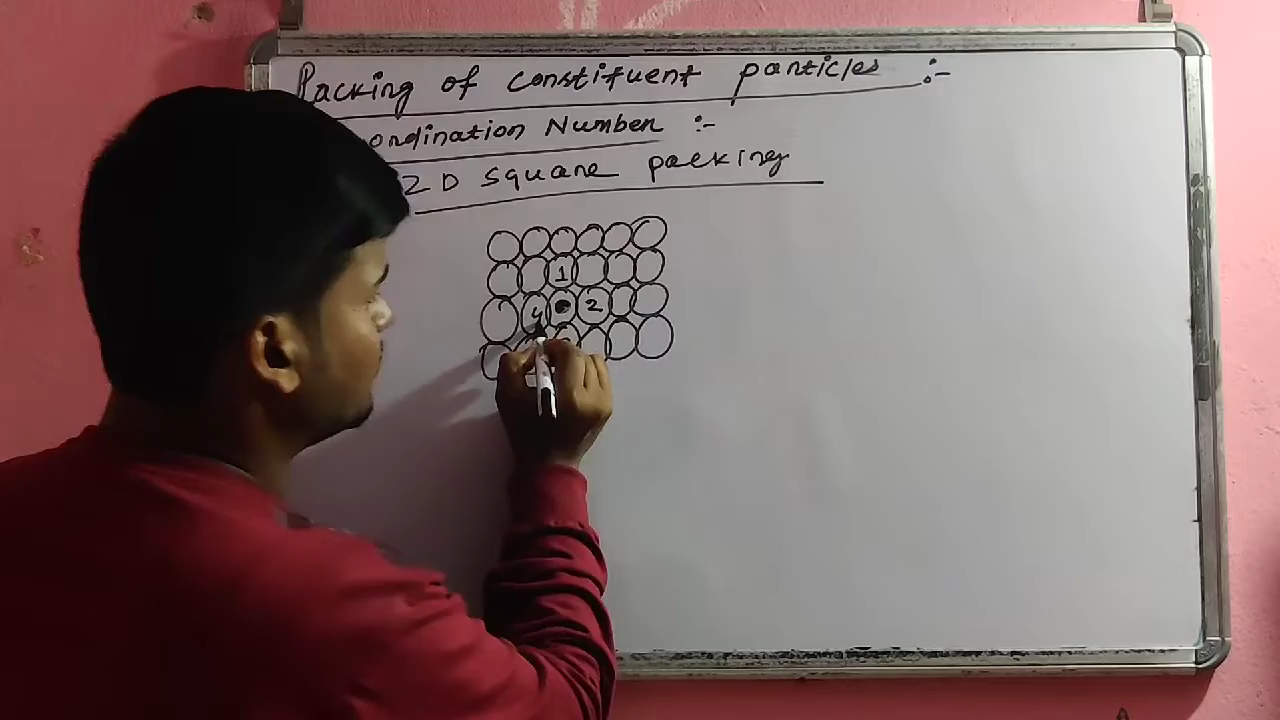 Packing of constituent particles :-
ordination Number :-
2D square packing
1
4 2